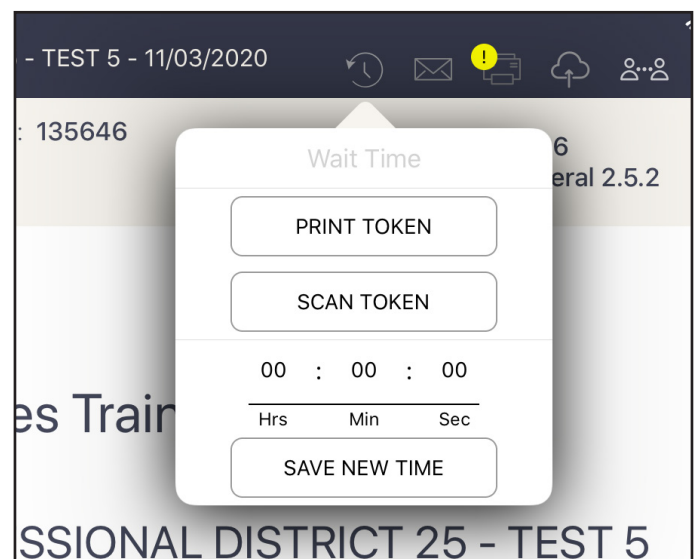 - TEST 5 - 11/03/2020
!
: 135646
6
eral 2.5.2
Wait Time
PRINT TOKEN
SCAN TOKEN
00 : 00 : 00
Hrs Min Sec
SAVE NEW TIME
es Train
SSIONAL DISTRICT 25 - TEST 5